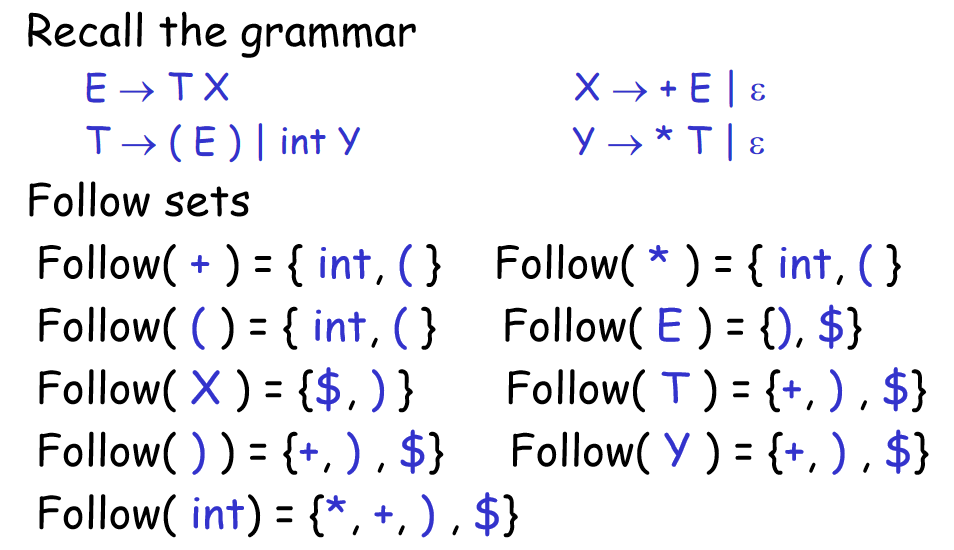 Recall the grammar
E → T X X → + E | ε
T → ( E ) | int Y Y → * T | ε
Follow sets
Follow( + ) = { int, ( } Follow( * ) = { int, ( }
Follow( ( ) = { int, ( } Follow( E ) = {), $}
Follow( X ) = {$, ) } Follow( T ) = {+, ) , $}
Follow( ) ) = {+, ) , $} Follow( Y ) = {+, ) , $}
Follow( int) = {*, +, ) , $}